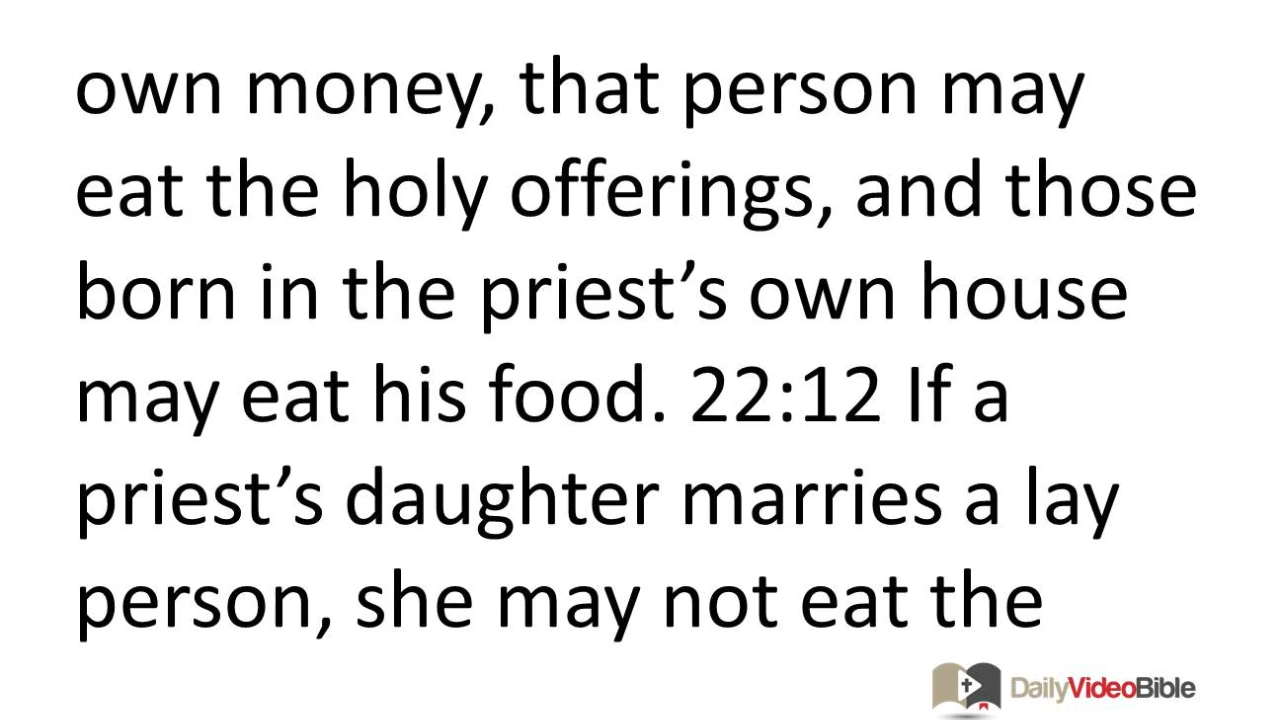 own money, that person may
eat the holy offerings, and those
born in the priest’s own house
may eat his food. 22:12 If a
priest’s daughter marries a lay
person, she may not eat the
DailyVideoBible